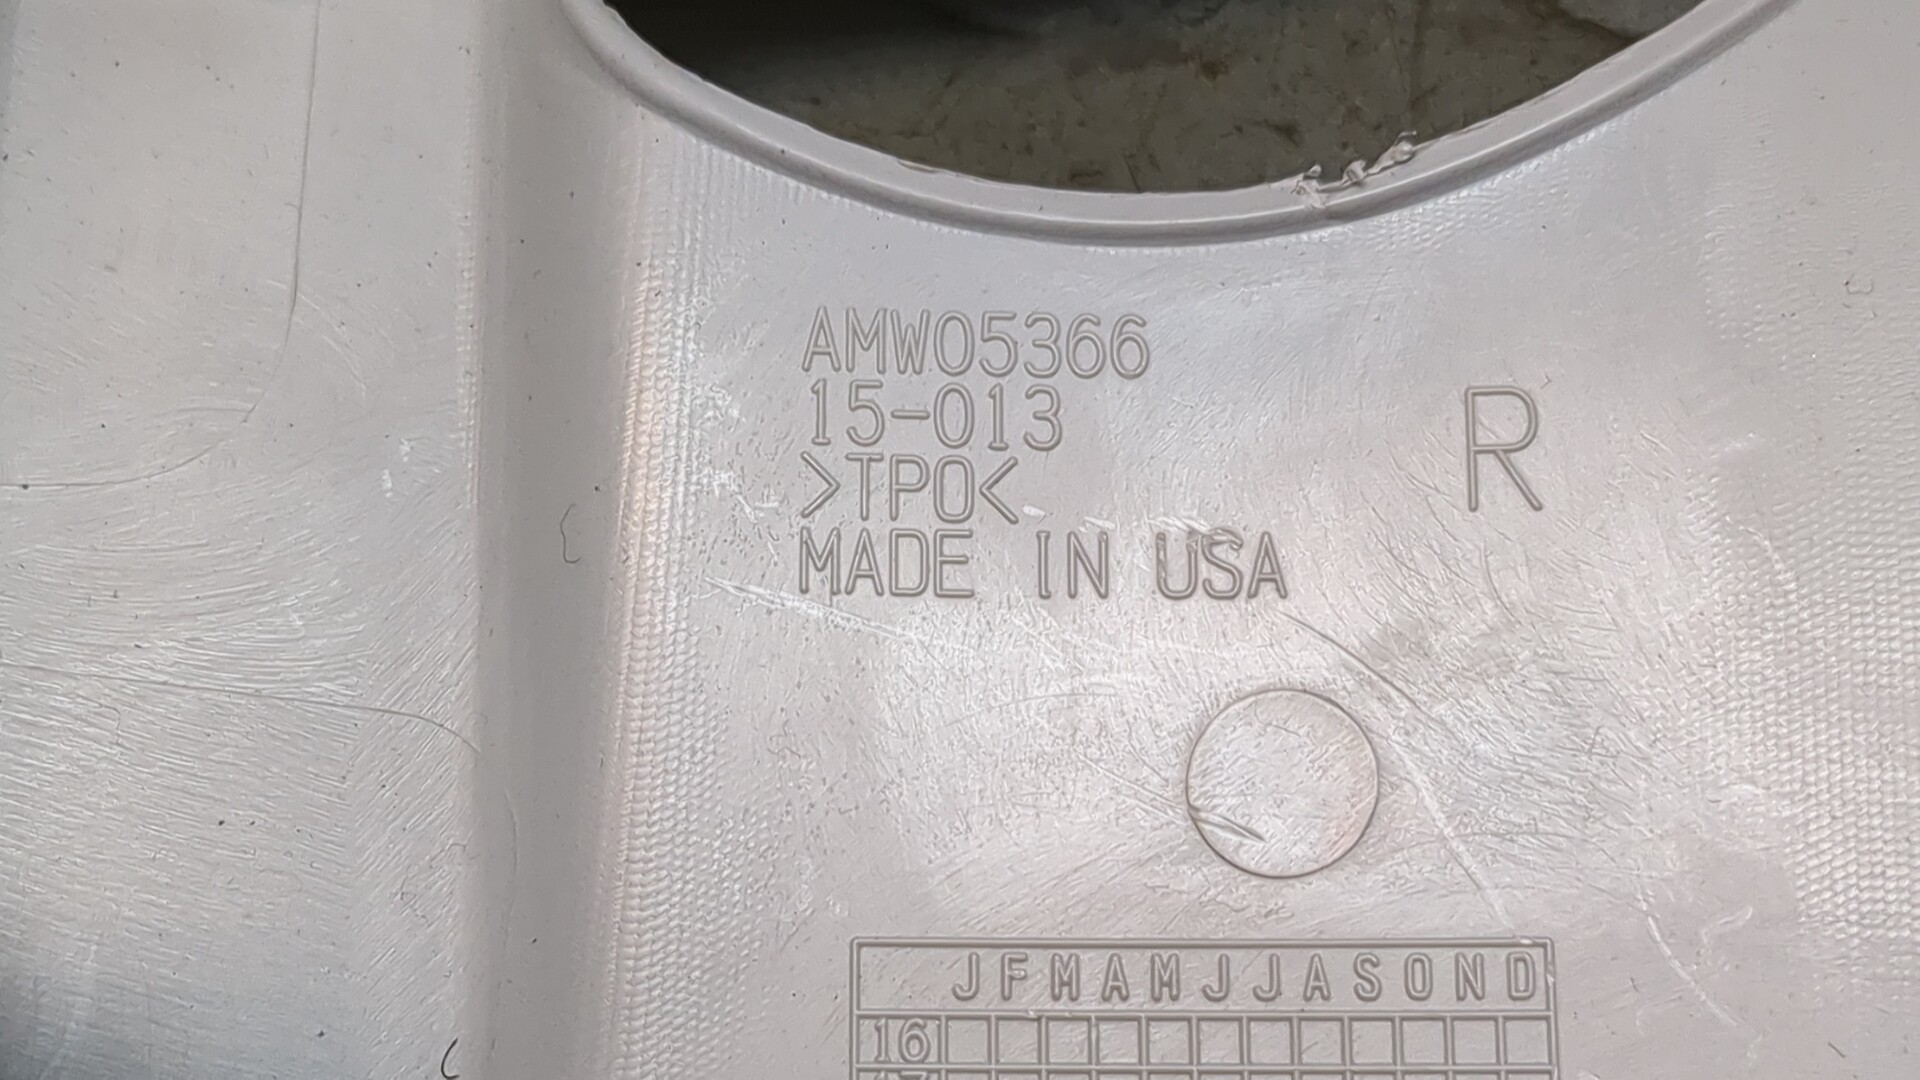 AMW05366
15-013
>TPO<
MADE IN USA
R
JFMAMJJASOND
16